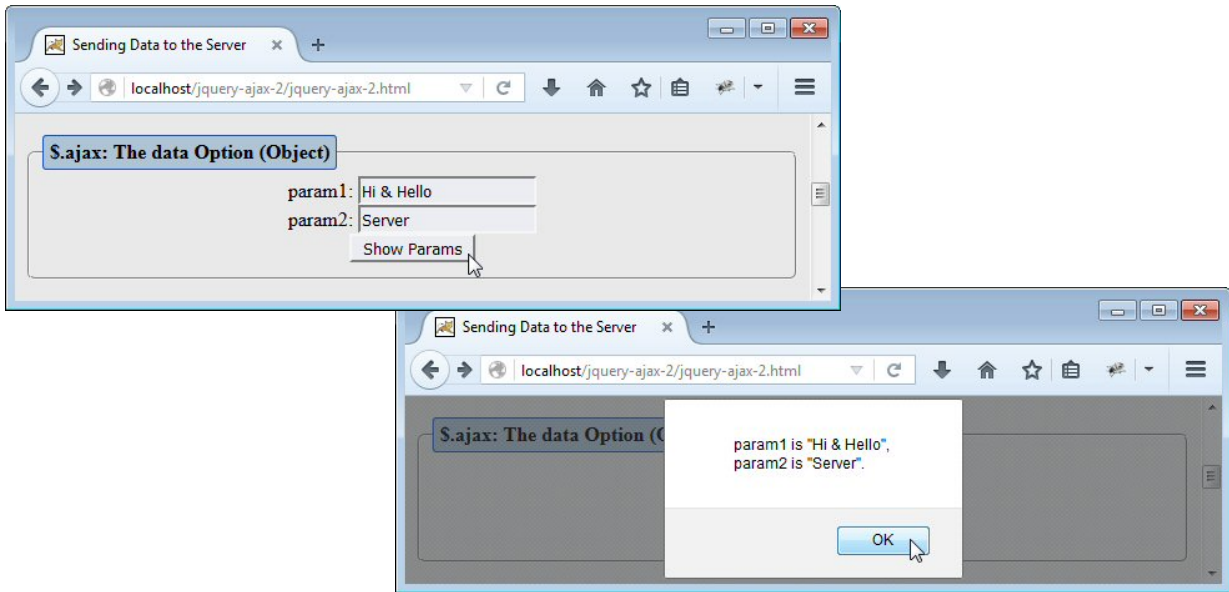 Sending Data to the Server
localhost/jquery-ajax-2/jquery-ajax-2.html
$.ajax: The data Option (Object)
param1: Hi & Hello
param2: Server
Show Params
Sending Data to the Server
localhost/jquery-ajax-2/jquery-ajax-2.html
$.ajax: The data Option (O
param1 is "Hi & Hello",
param2 is "Server".
OK